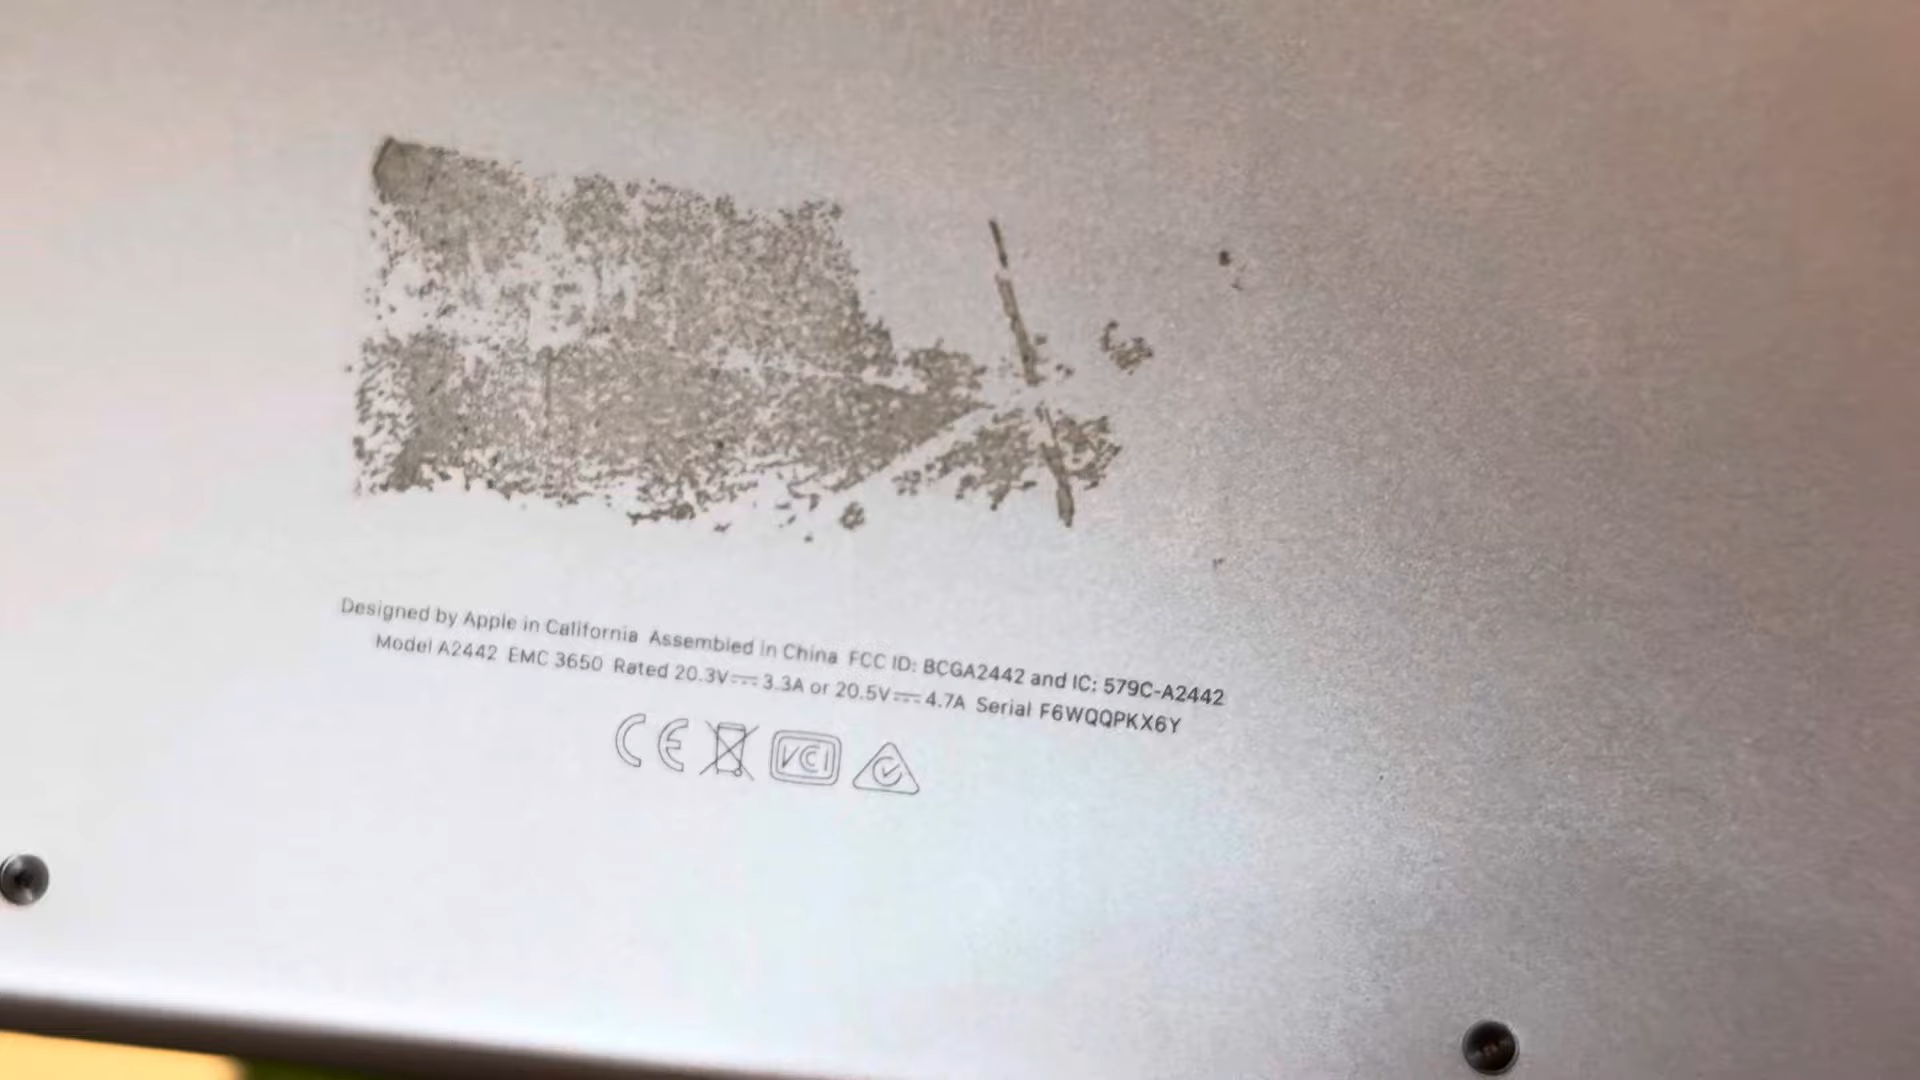 Designed by Apple in California Assembled in China FCC ID: BCGA2442 and IC: 579C-A2442
Model A2442 EMC 3650 Rated 20.3V⎓3.3A or 20.5V⎓4.7A Serial F6WQQPKX6Y
CE VCI